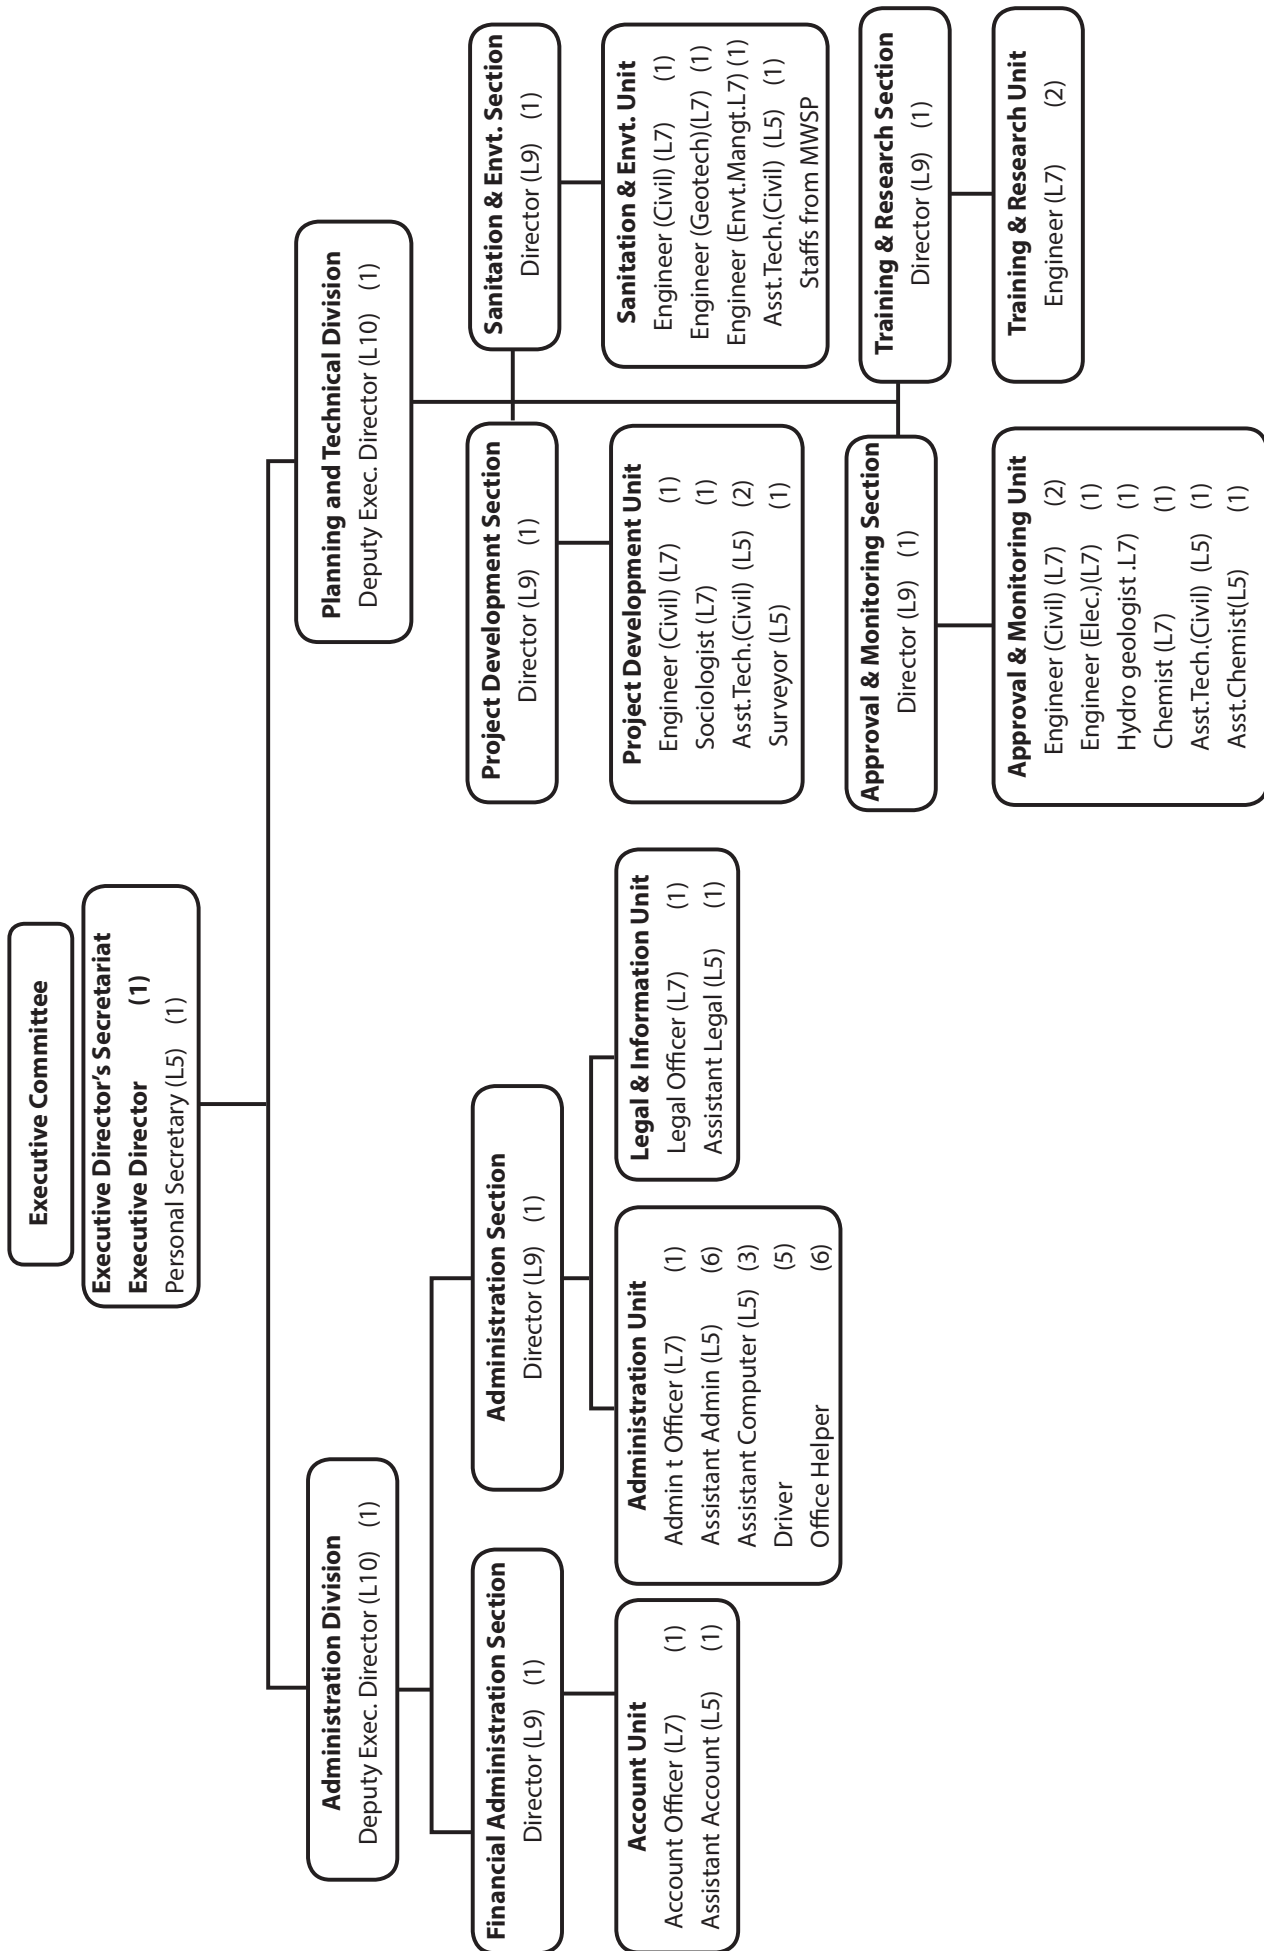 Executive Committee
Executive Director's Secretariat
Executive Director (1)
Personal Secretary (L5) (1)
Administration Division
Deputy Exec. Director (L10) (1)
Planning and Technical Division
Deputy Exec. Director (L10) (1)
Financial Administration Section
Director (L9) (1)
Administration Section
Director (L9) (1)
Account Unit
Account Officer (L7) (1)
Assistant Account (L5) (1)
Administration Unit
Admin t Officer (L7) (1)
Assistant Admin (L5) (6)
Assistant Computer (L5) (3)
Driver (5)
Office Helper (6)
Legal & Information Unit
Legal Officer (L7) (1)
Assistant Legal (L5) (1)
Project Development Section
Director (L9) (1)
Sanitation & Envt. Section
Director (L9) (1)
Project Development Unit
Engineer (Civil) (L7) (1)
Sociologist (L7) (1)
Asst.Tech.(Civil) (L5) (2)
Surveyor (L5) (1)
Sanitation & Envt. Unit
Engineer (Civil) (L7) (1)
Engineer (Geotech)(L7) (1)
Engineer (Envt.Mangt.L7) (1)
Asst.Tech.(Civil) (L5) (1)
Staffs from MWSP
Approval & Monitoring Section
Director (L9) (1)
Training & Research Section
Director (L9) (1)
Approval & Monitoring Unit
Engineer (Civil) (L7) (2)
Engineer (Elec.)(L7) (1)
Hydro geologist .L7) (1)
Chemist (L7) (1)
Asst.Tech.(Civil) (L5) (1)
Asst.Chemist(L5) (1)
Training & Research Unit
Engineer (L7) (2)